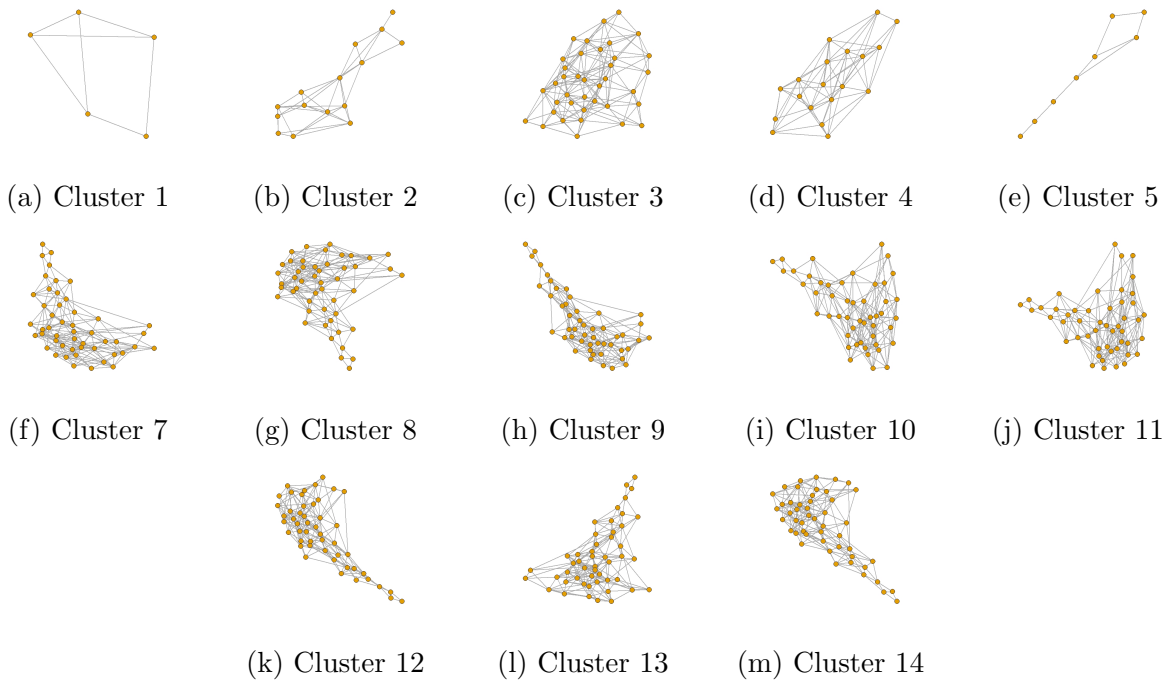 (a) Cluster 1
(b) Cluster 2
(c) Cluster 3
(d) Cluster 4
(e) Cluster 5
(f) Cluster 7
(g) Cluster 8
(h) Cluster 9
(i) Cluster 10
(j) Cluster 11
(k) Cluster 12
(l) Cluster 13
(m) Cluster 14